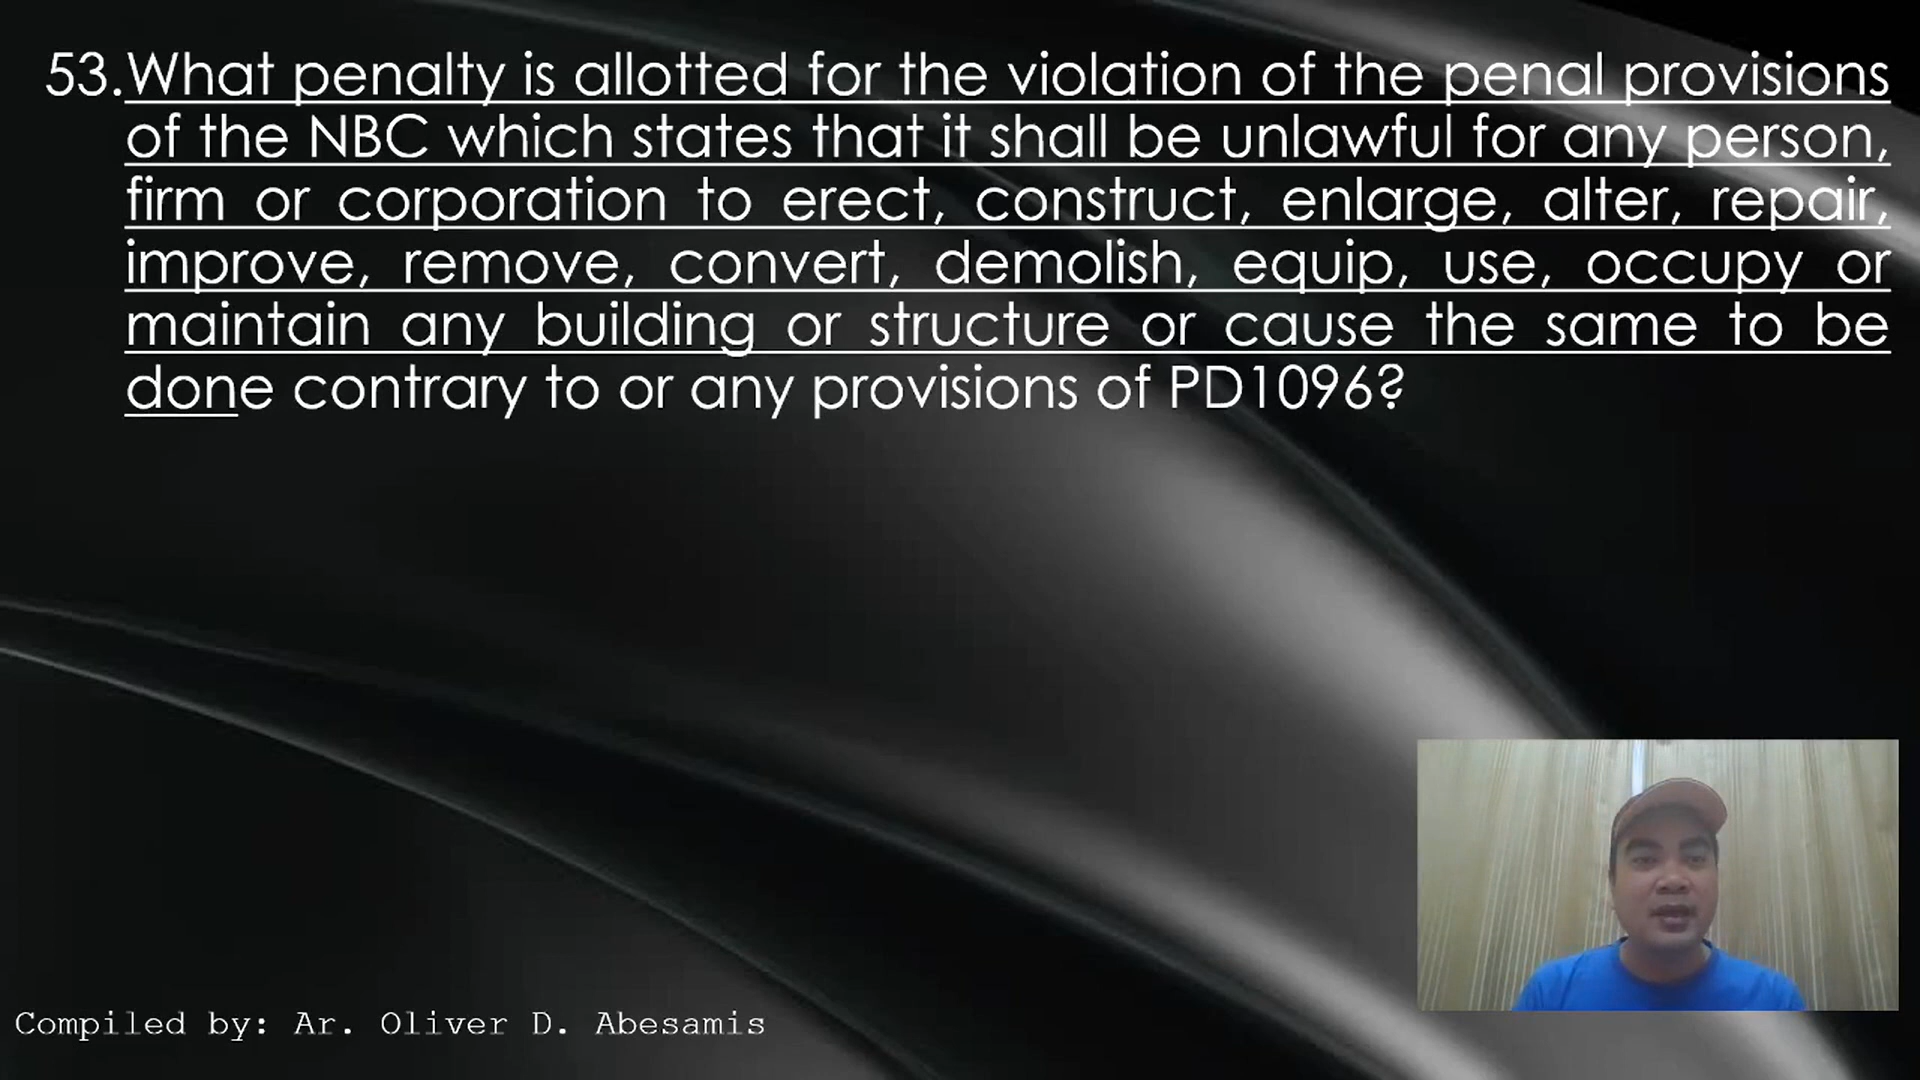 53.What penalty is allotted for the violation of the penal provisions
of the NBC which states that it shall be unlawful for any person,
firm or corporation to erect, construct, enlarge, alter, repair,
improve, remove, convert, demolish, equip, use, occupy or
maintain any building or structure or cause the same to be
done contrary to or any provisions of PD1096?
Compiled by: Ar. Oliver D. Abesamis